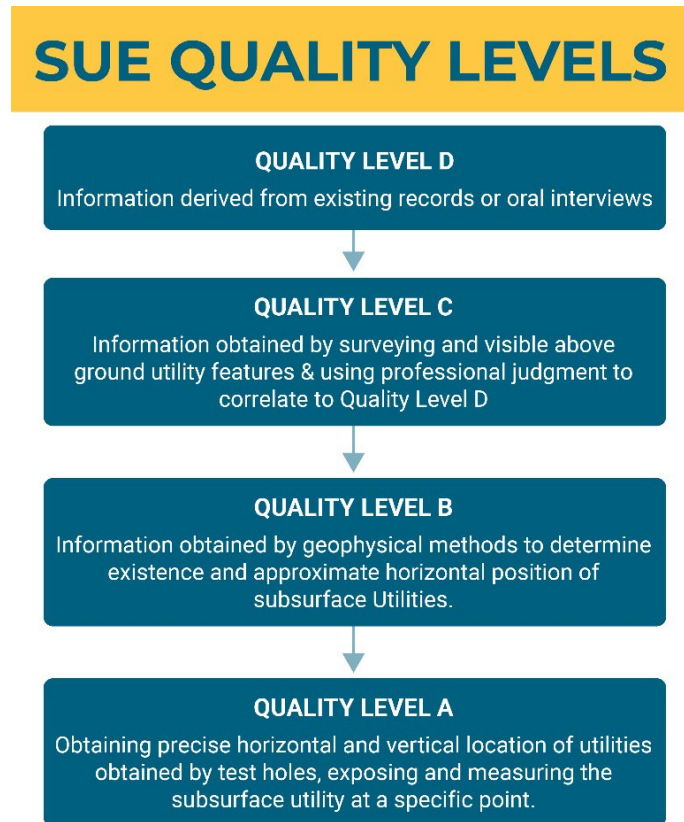 SUE QUALITY LEVELS
QUALITY LEVEL D
Information derived from existing records or oral interviews
QUALITY LEVEL C
Information obtained by surveying and visible above
ground utility features & using professional judgment to
correlate to Quality Level D
QUALITY LEVEL B
Information obtained by geophysical methods to determine
existence and approximate horizontal position of
subsurface Utilities.
QUALITY LEVEL A
Obtaining precise horizontal and vertical location of utilities
obtained by test holes, exposing and measuring the
subsurface utility at a specific point.